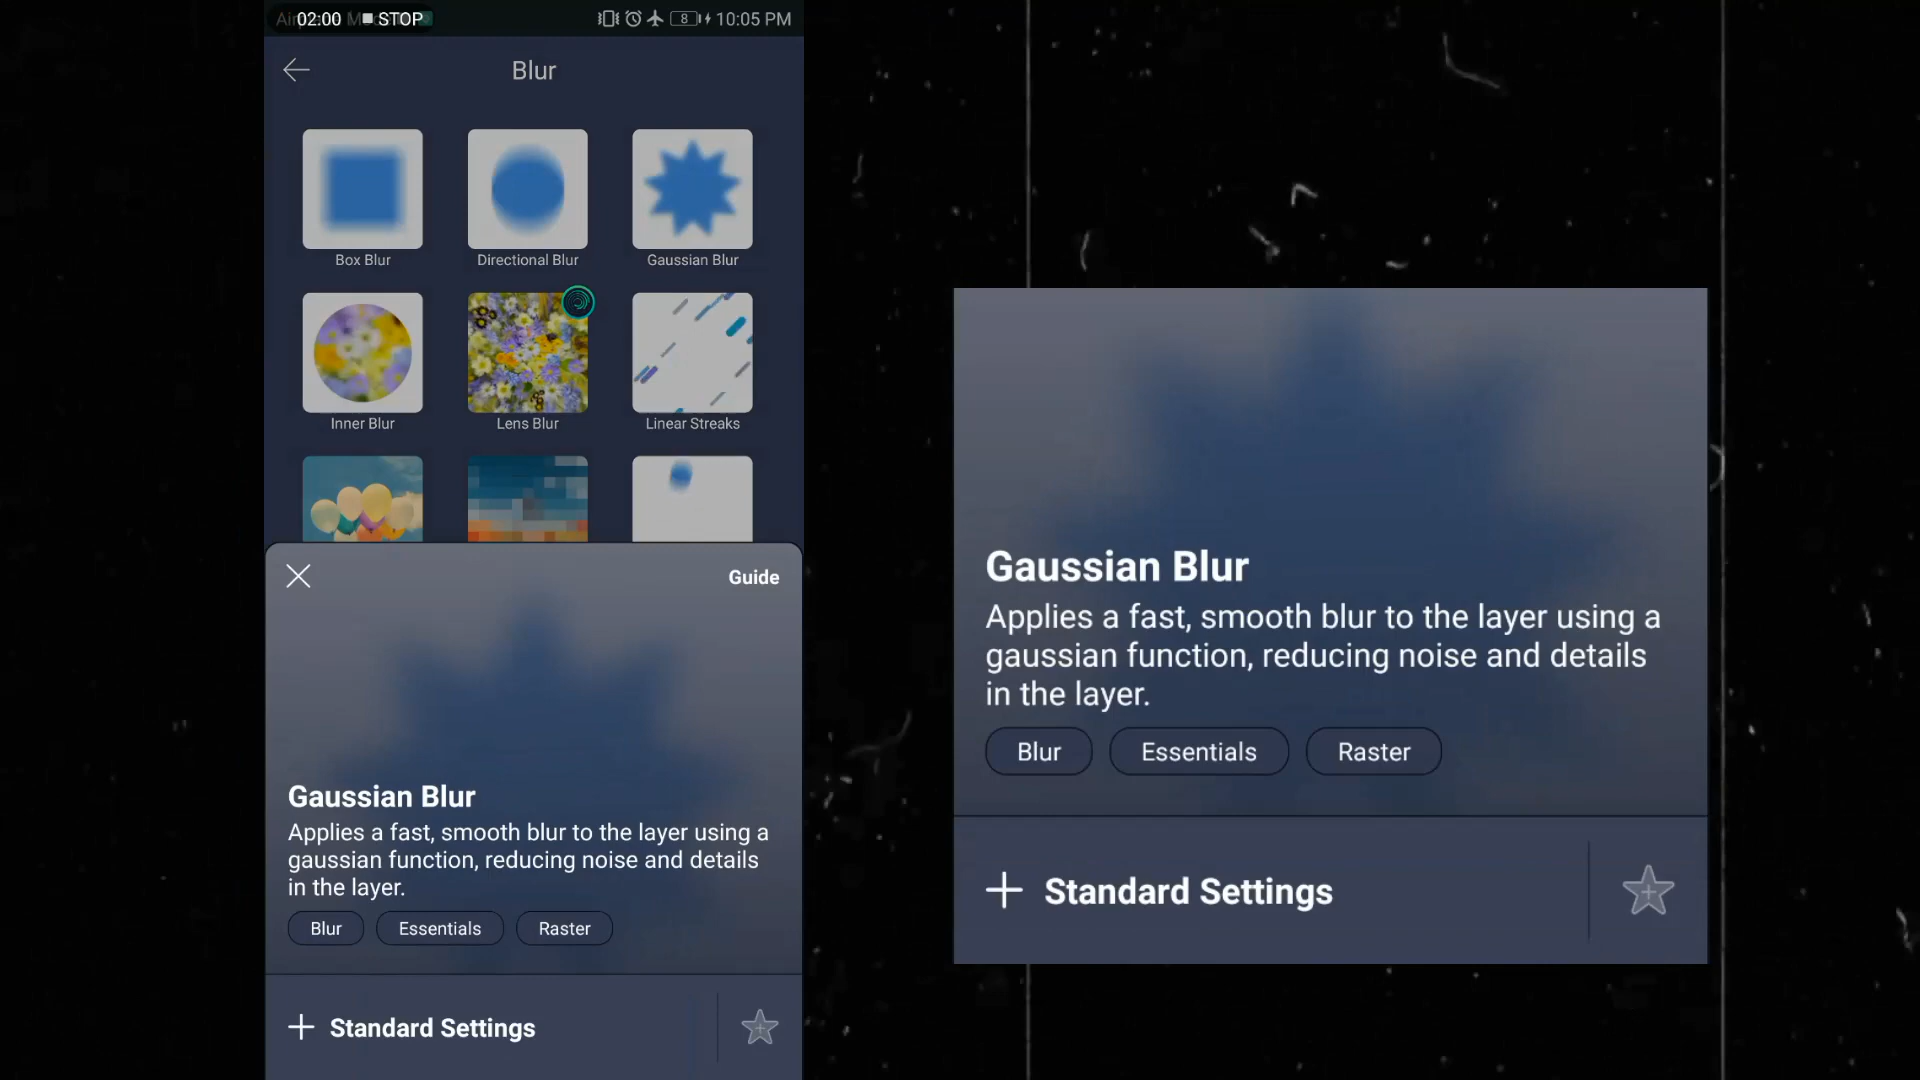 02:00 STOP
8 10:05 PM
Blur
Box Blur
Directional Blur
Gaussian Blur
Inner Blur
Lens Blur
Linear Streaks
Guide
Gaussian Blur
Applies a fast, smooth blur to the layer using a
gaussian function, reducing noise and details
in the layer.
Blur
Essentials
Raster
Standard Settings
Gaussian Blur
Applies a fast, smooth blur to the layer using a
gaussian function, reducing noise and details
in the layer.
Blur
Essentials
Raster
Standard Settings